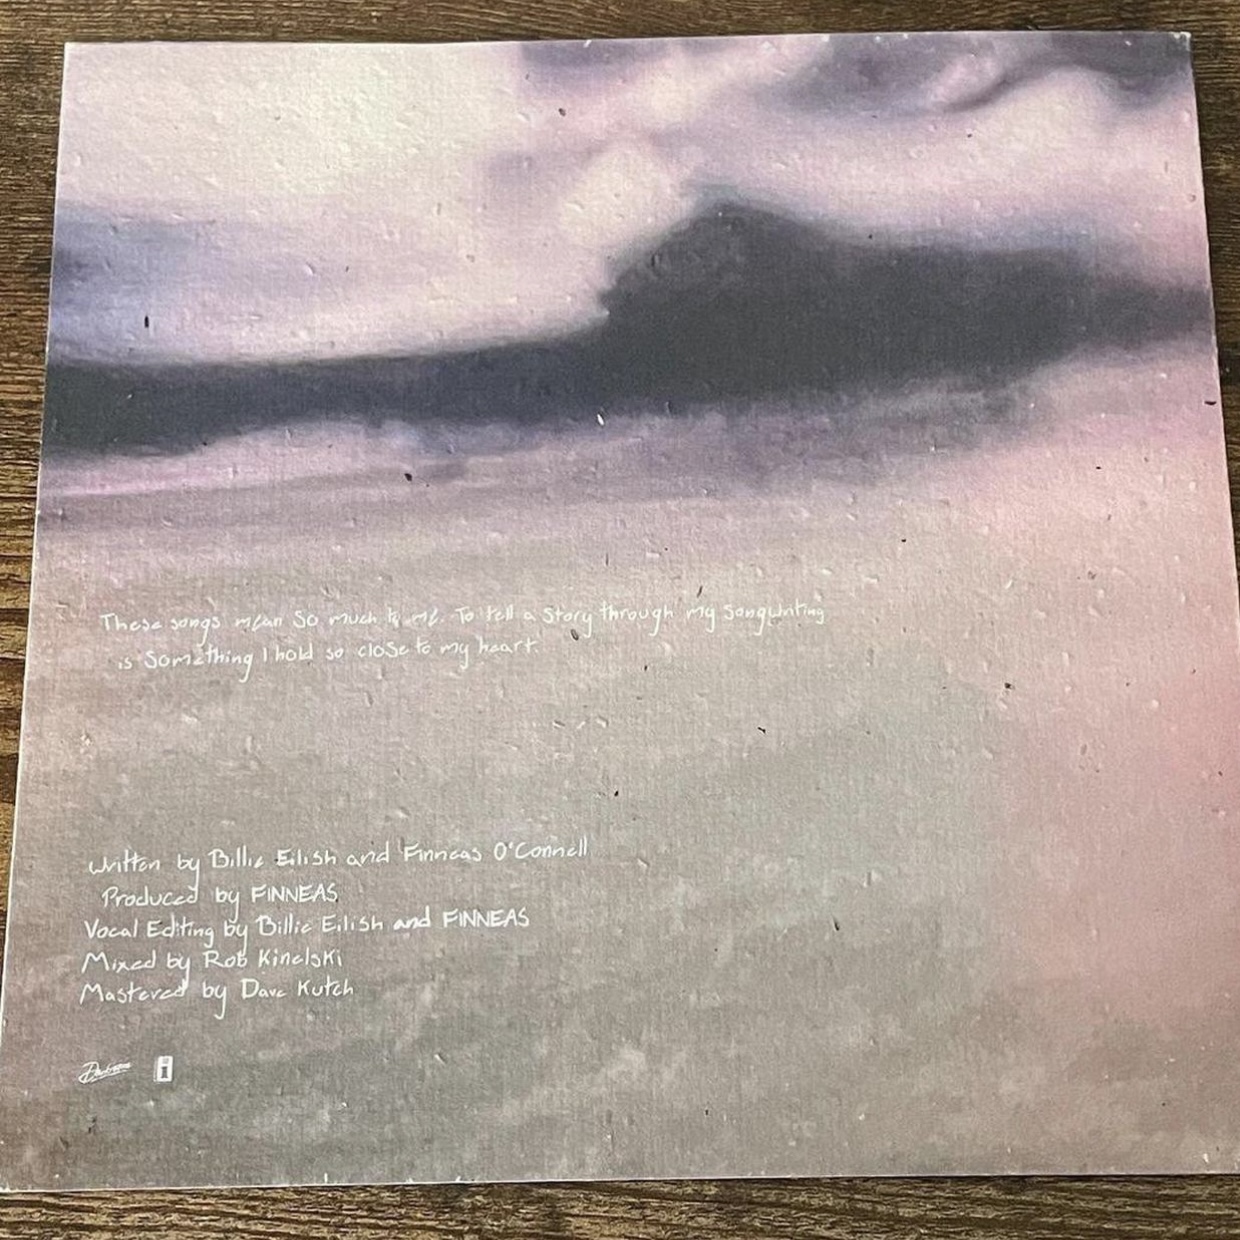 These songs mean so much to me. To tell a story through my songwriting
is something I hold so close to my heart.
Written by Billie Eilish and Finneas O'Connell
Produced by FINNEAS
Vocal Editing by Billie Eilish and FINNEAS
Mixed by Rob Kinelski
Mastered by Dave Kutch
Darkroom
i